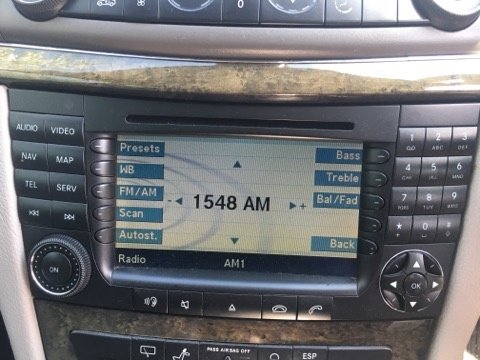 AUDIO VIDEO
NAV MAP
TEL SERV
ON
Presets
WB
FM/AM
Scan
Autost.
- 1548 AM +
Bass
Treble
Bal/Fad
Back
Radio AM1
1 2 ABC 3 DEF
4 GHI 5 JKL 6 MNO
7 PQRS 8 TUV 9 WXYZ
* 0 #
OK
PASS AIRBAG OFF
ESP